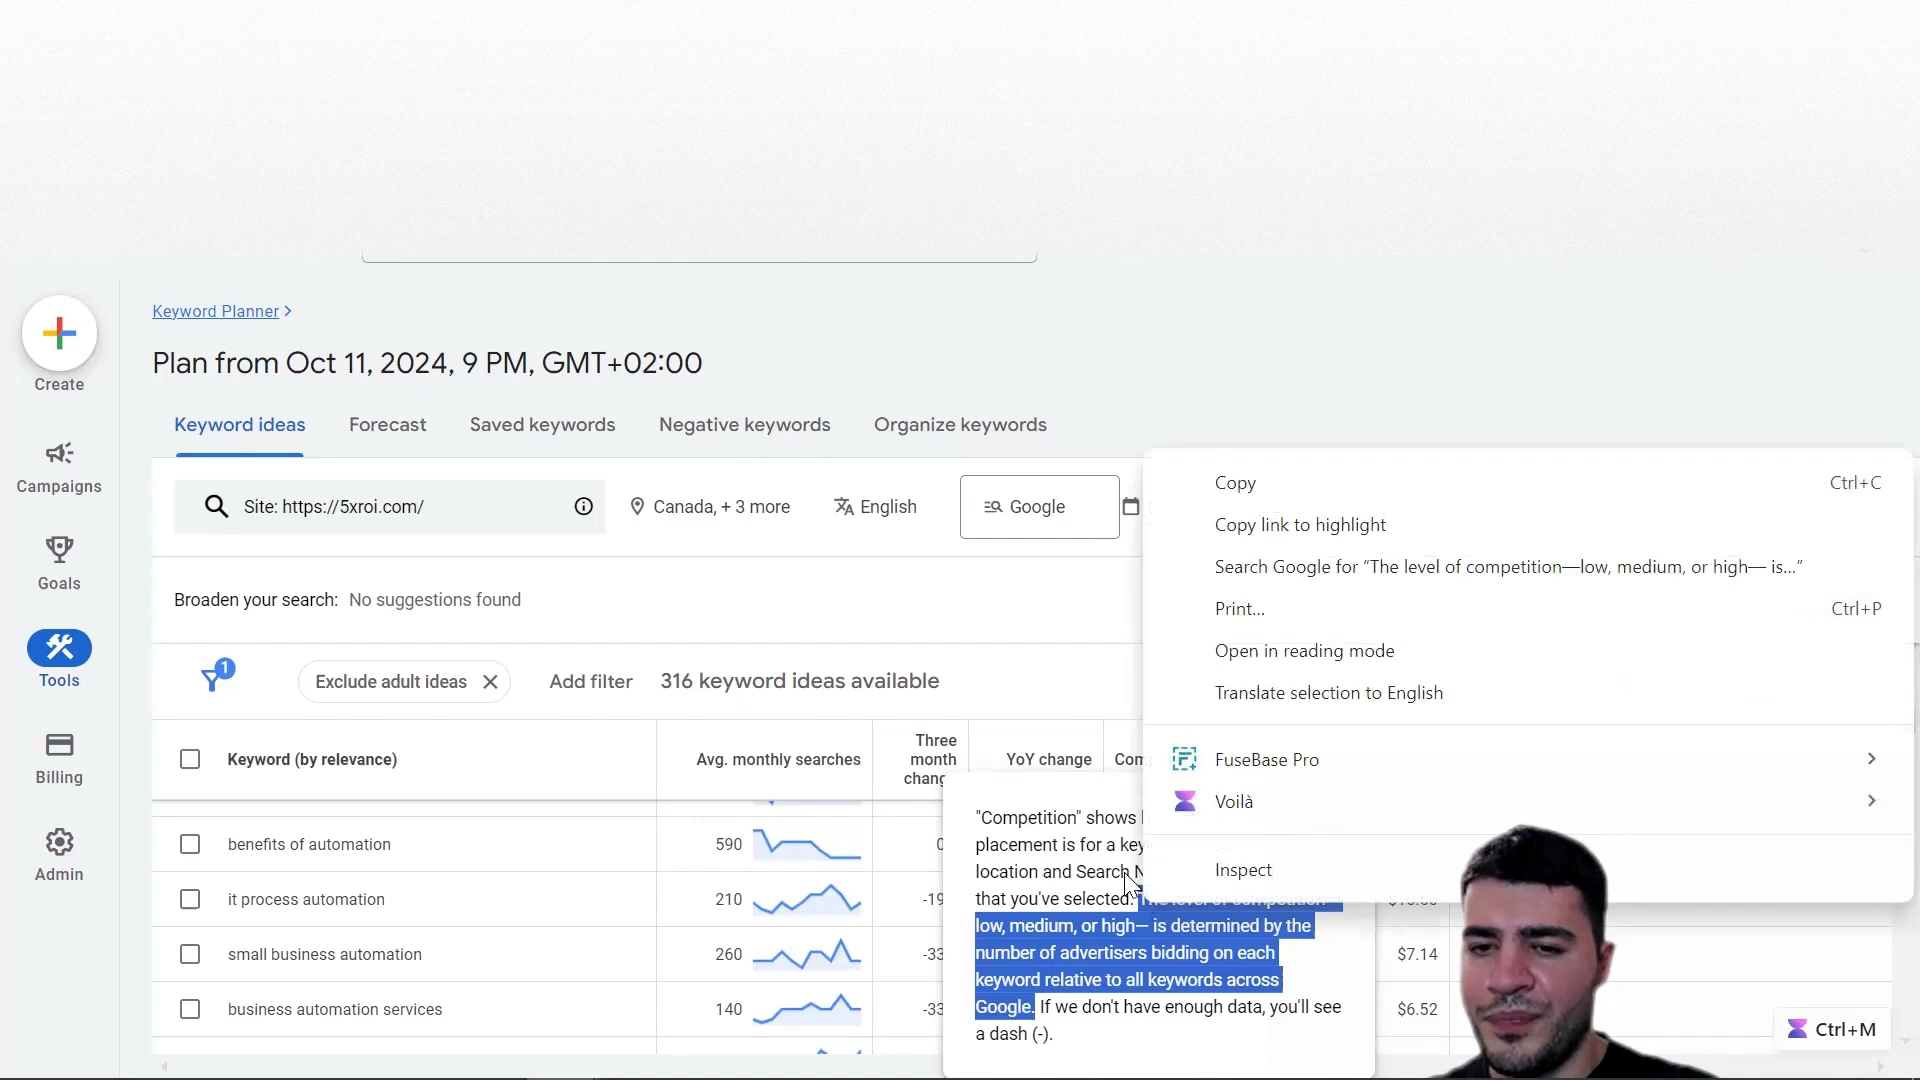 Keyword Planner
Plan from Oct 11, 2024, 9 PM, GMT+02:00
Create
Campaigns
Goals
Tools
Billing
Admin
Keyword ideas Forecast Saved keywords Negative keywords Organize keywords
Site: https://5xroi.com/ Canada, + 3 more English Google
Broaden your search: No suggestions found
1 Exclude adult ideas Add filter 316 keyword ideas available
Keyword (by relevance) Avg. monthly searches Three month YoY change
benefits of automation 590
it process automation 210 -19
small business automation 260 -33 $7.14
business automation services 140 -33 $6.52
"Competition" shows
placement is for a
location and Search
that you've selected. The level of competition—
low, medium, or high— is determined by the
number of advertisers bidding on each
keyword relative to all keywords across
Google. If we don't have enough data, you'll see
a dash (-).
Copy Ctrl+C
Copy link to highlight
Search Google for “The level of competition—low, medium, or high— is...”
Print... Ctrl+P
Open in reading mode
Translate selection to English
FuseBase Pro
Voilà
Inspect
Ctrl+M